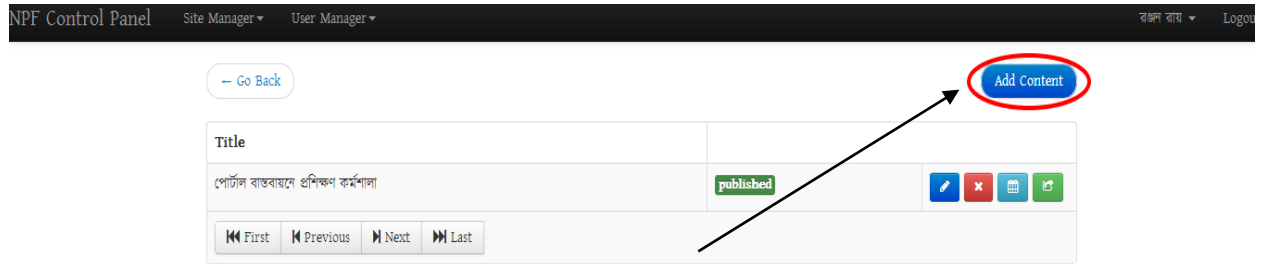 NPF Control Panel Site Manager User Manager রঞ্জন রায় Logou
← Go Back Add Content
Title
পোর্টাল বাস্তবায়নে প্রশিক্ষণ কর্মশালা published
First Previous Next Last